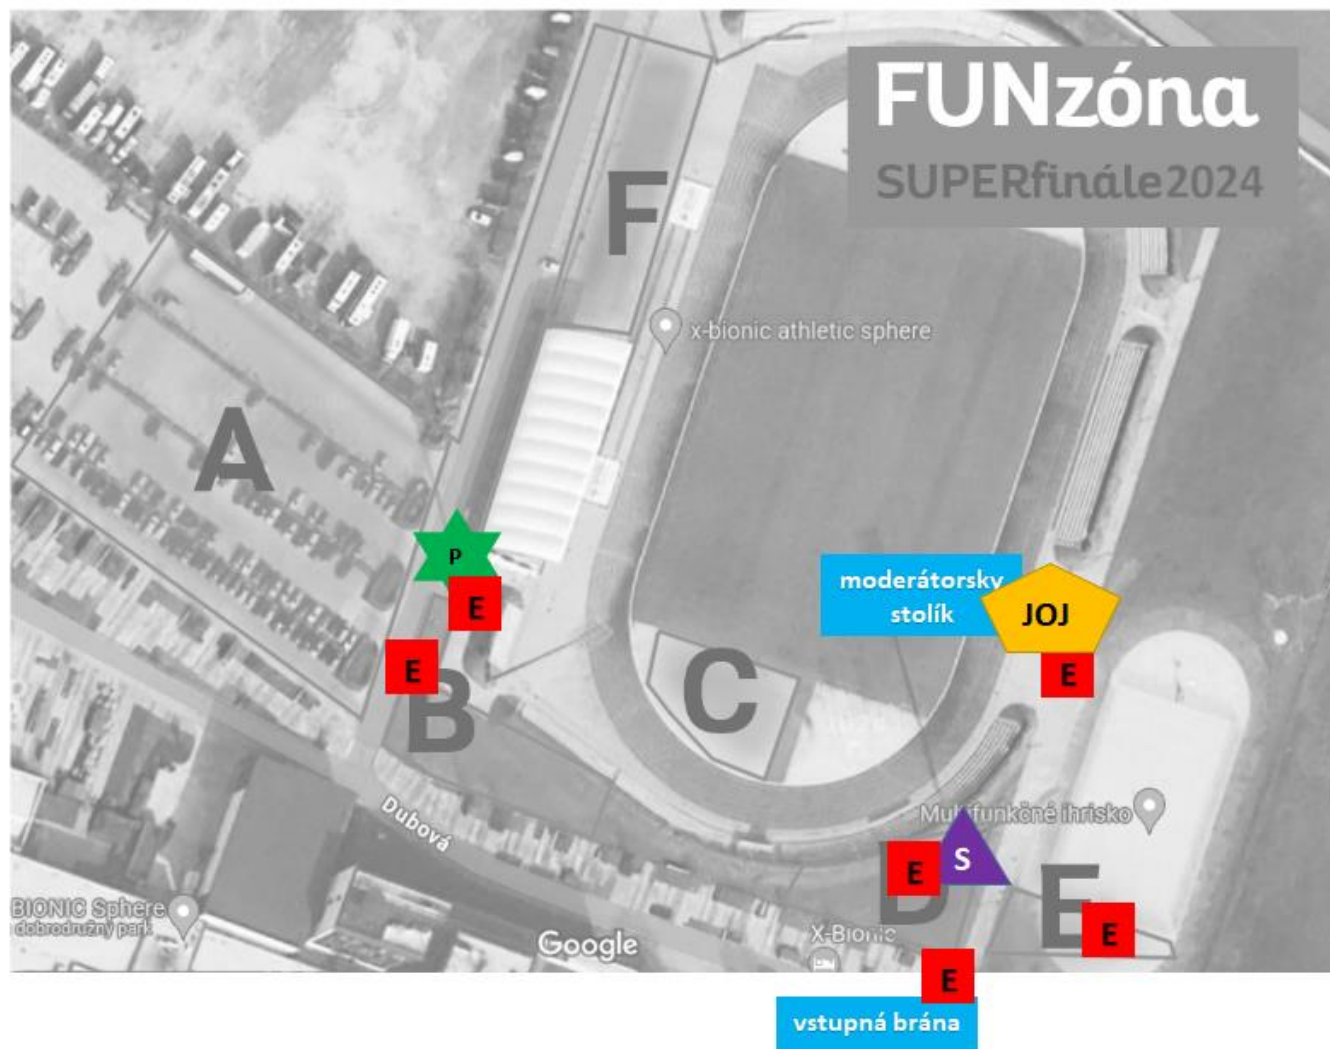 FUNzóna
SUPERfinále2024
F
x-bionic athletic sphere
A
P
E
moderátorsky
stolík
JOJ
E
B
C
E
Dubová
Multifunkčné ihrisko
D
E
S
E
E
BIONIC Sphere
dobrodružný park
Google
X-Bionic
E
vstupná brána